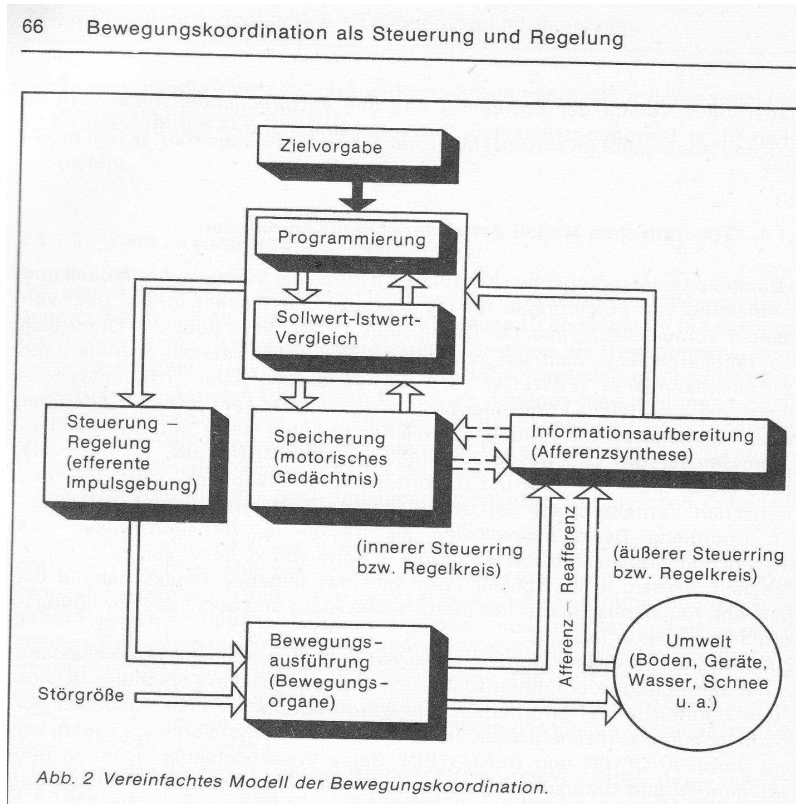 66 Bewegungskoordination als Steuerung und Regelung
Zielvorgabe
Programmierung
Sollwert-Istwert-
Vergleich
Steuerung –
Regelung
(efferente
Impulsgebung)
Speicherung
(motorisches
Gedächtnis)
Informationsaufbereitung
(Afferenzsynthese)
(innerer Steuerring
bzw. Regelkreis)
Afferenz – Reafferenz
(äußerer Steuerring
bzw. Regelkreis)
Bewegungs-
ausführung
(Bewegungs-
organe)
Störgröße
Umwelt
(Boden, Geräte,
Wasser, Schnee
u. a.)
Abb. 2 Vereinfachtes Modell der Bewegungskoordination.